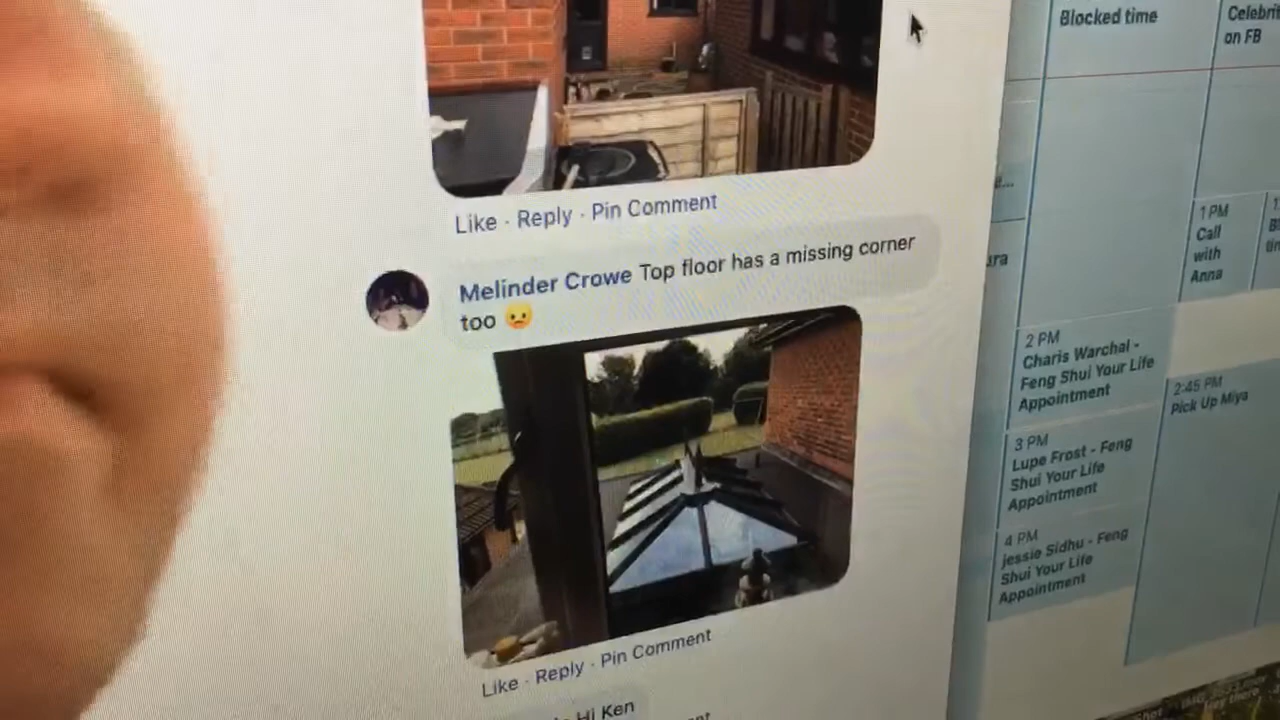 Like · Reply · Pin Comment
Melinder Crowe Top floor has a missing corner
too 😐
Like · Reply · Pin Comment
Hi Ken
Blocked time
Celebrit
on FB
1 PM
Call
with
Anna
2 PM
Charis Warchal -
Feng Shui Your Life
Appointment
2:45 PM
Pick Up Miya
3 PM
Lupe Frost - Feng
Shui Your Life
Appointment
4 PM
jessie Sidhu - Feng
Shui Your Life
Appointment